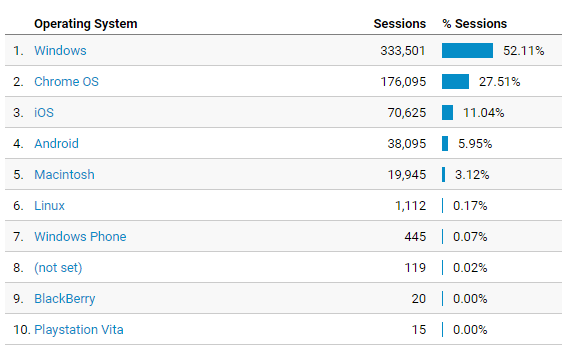 Operating System Sessions % Sessions
1. Windows 333,501 52.11%
2. Chrome OS 176,095 27.51%
3. iOS 70,625 11.04%
4. Android 38,095 5.95%
5. Macintosh 19,945 3.12%
6. Linux 1,112 0.17%
7. Windows Phone 445 0.07%
8. (not set) 119 0.02%
9. BlackBerry 20 0.00%
10. Playstation Vita 15 0.00%